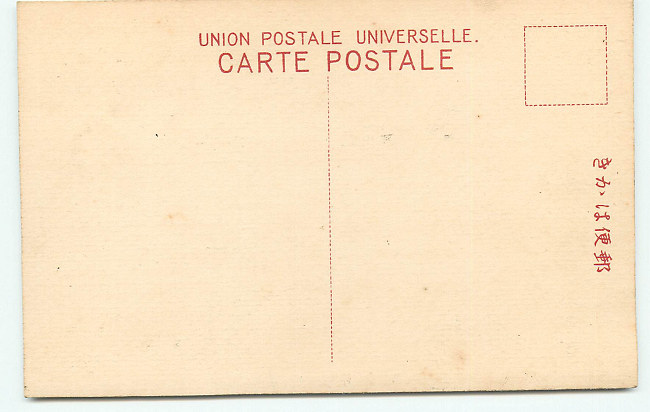 UNION POSTALE UNIVERSELLE.
CARTE POSTALE
郵便はがき